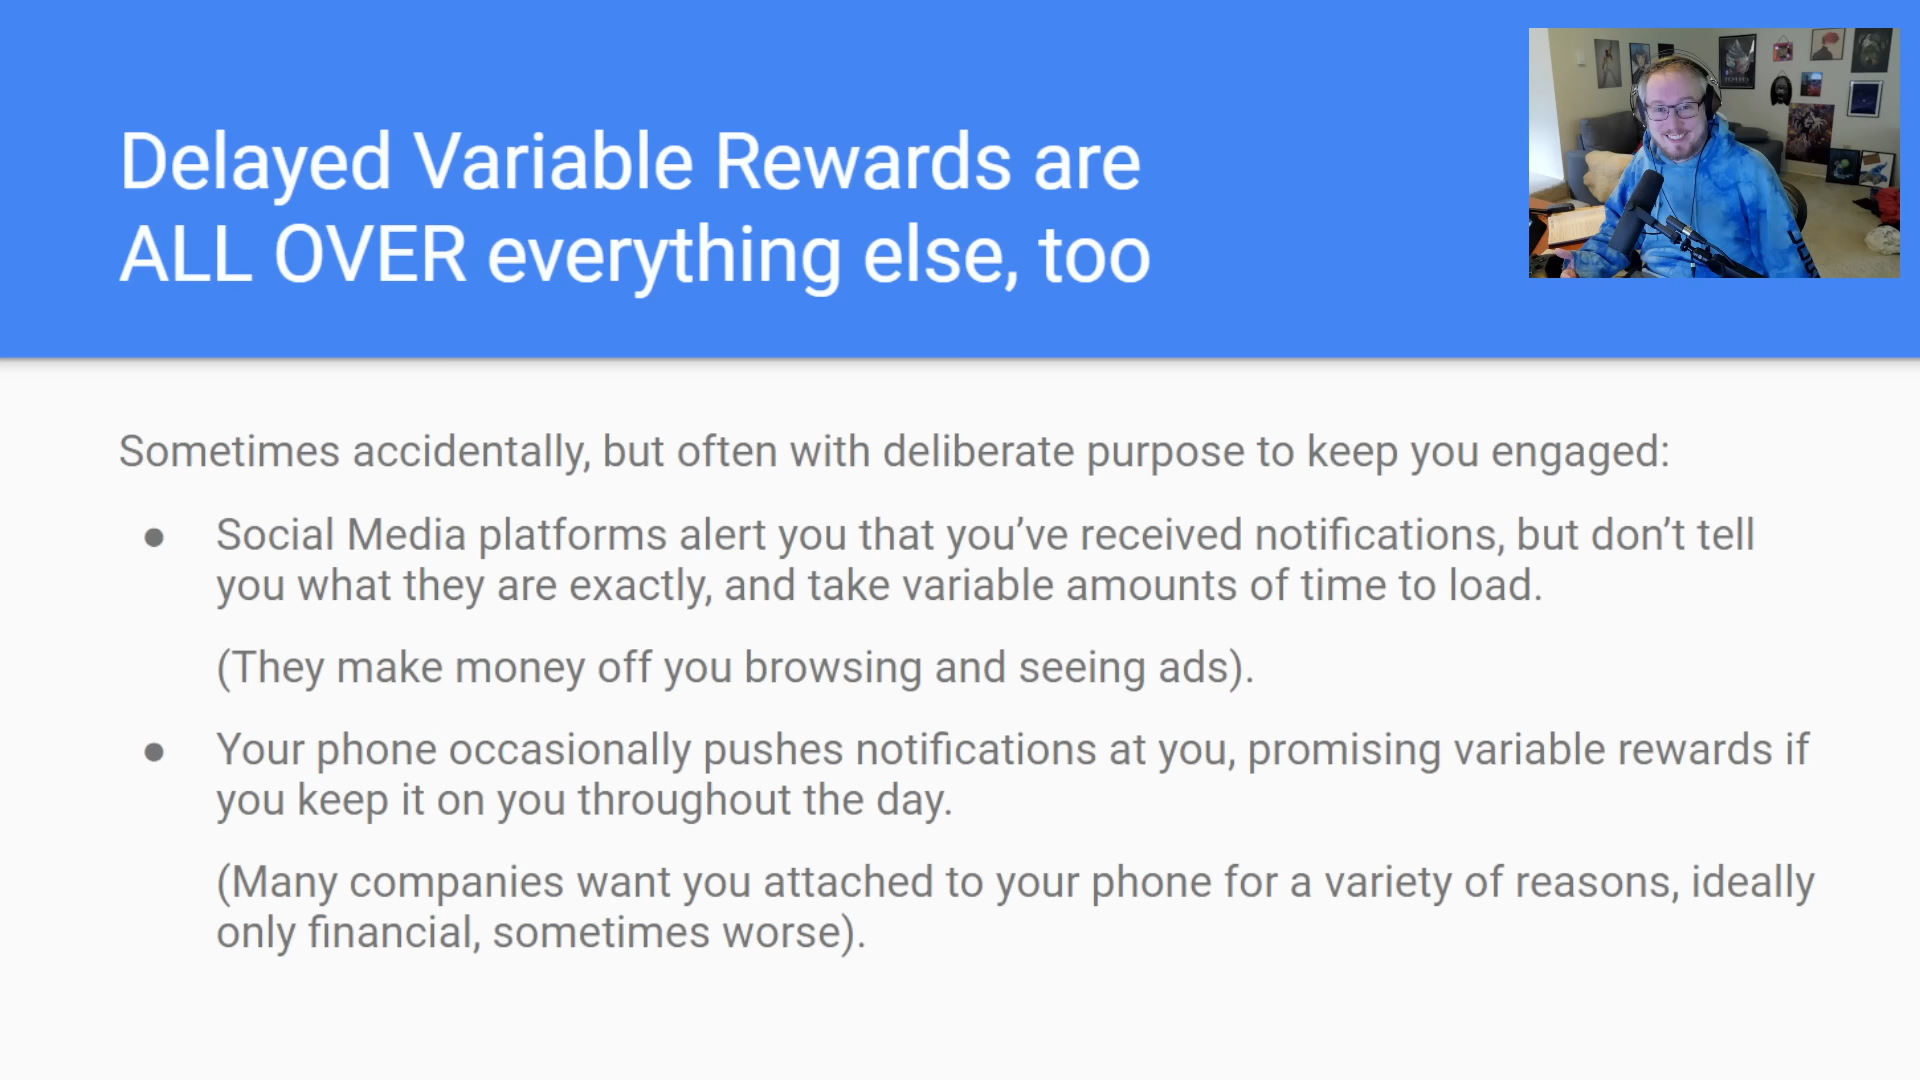 Delayed Variable Rewards are
ALL OVER everything else, too
Sometimes accidentally, but often with deliberate purpose to keep you engaged:
● Social Media platforms alert you that you’ve received notifications, but don’t tell
you what they are exactly, and take variable amounts of time to load.
(They make money off you browsing and seeing ads).
● Your phone occasionally pushes notifications at you, promising variable rewards if
you keep it on you throughout the day.
(Many companies want you attached to your phone for a variety of reasons, ideally
only financial, sometimes worse).